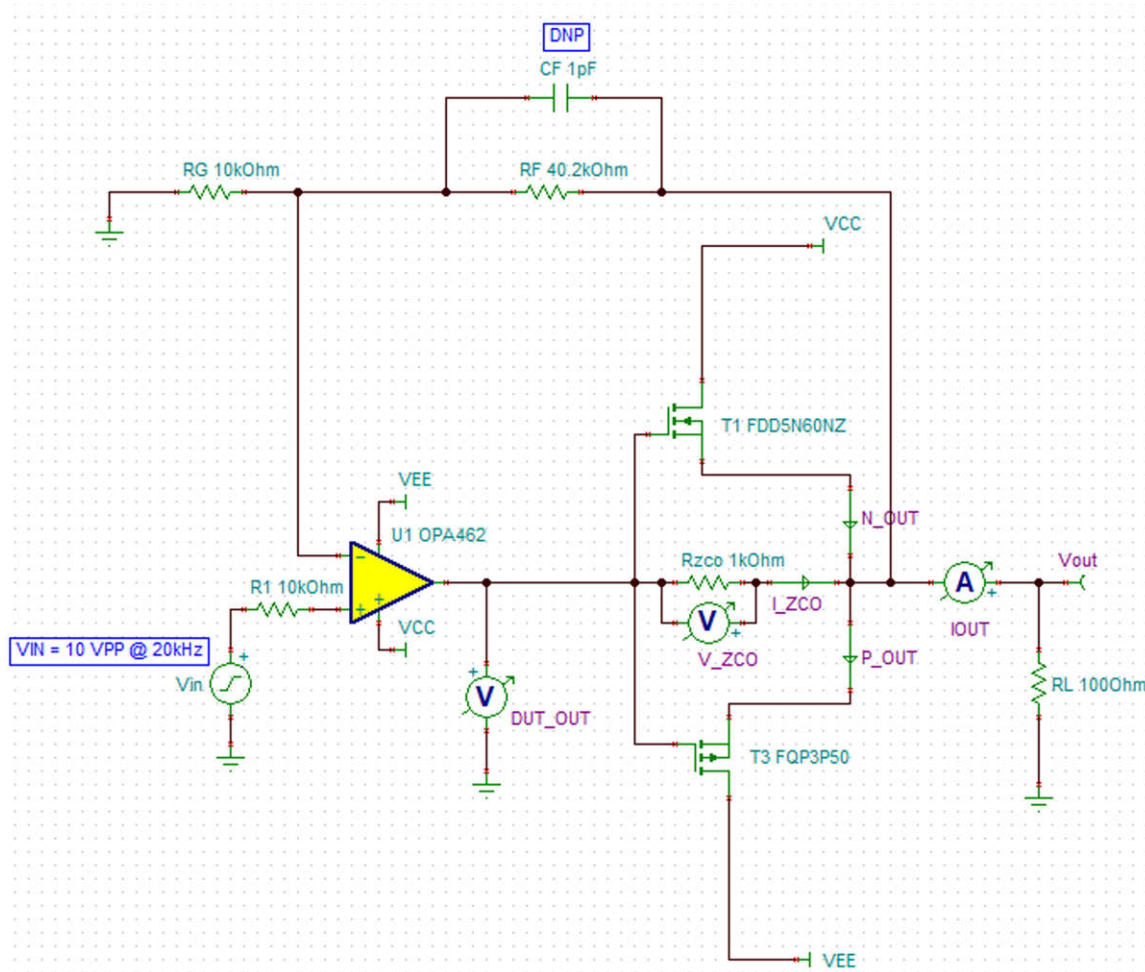 DNP
CF 1pF
RG 10kOhm
RF 40.2kOhm
VCC
T1 FDD5N60NZ
VEE
U1 OPA462
N_OUT
R1 10kOhm
Rzco 1kOhm
Vout
I_ZCO
A
+
IOUT
VCC
V
+
V_ZCO
VIN = 10 VPP @ 20kHz
P_OUT
Vin
+
+
V
DUT_OUT
RL 100Ohm
T3 FQP3P50
VEE